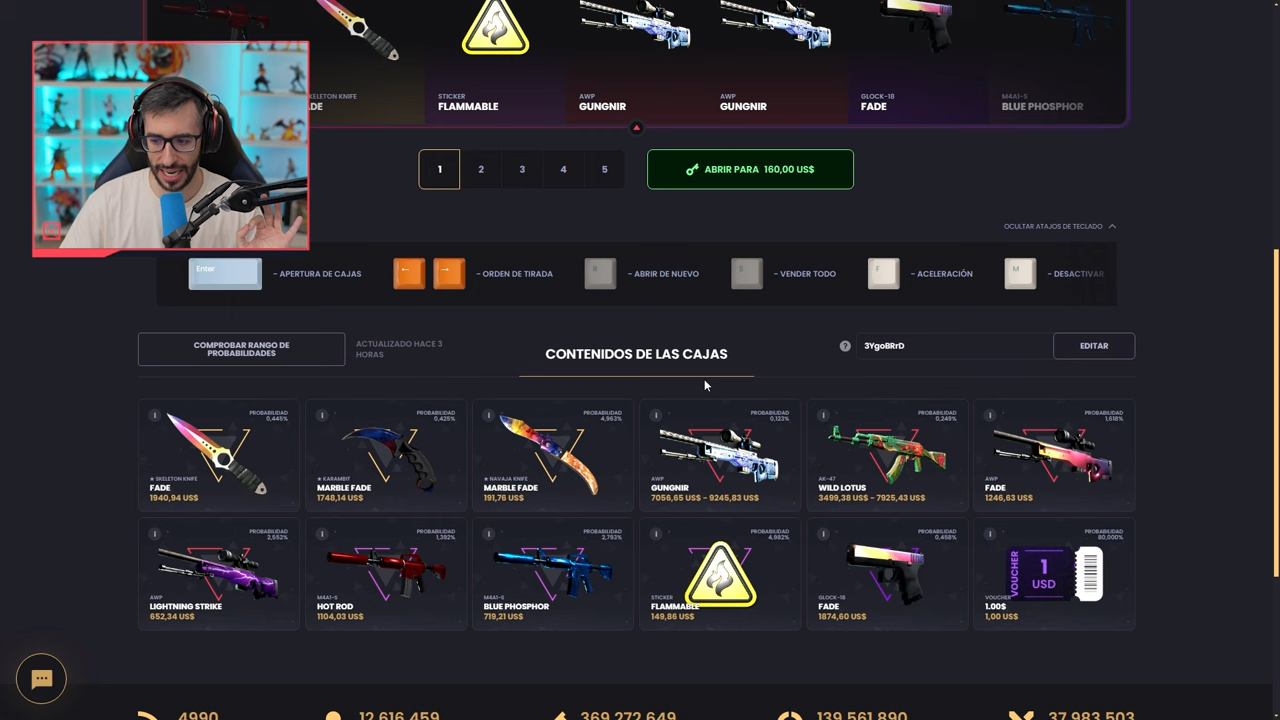 SKELETON KNIFE
STICKER
FLAMMABLE
AWP
GUNGNIR
AWP
GUNGNIR
GLOCK-18
FADE
M4A1-S
BLUE PHOSPHOR
1
2
3
4
5
ABRIR PARA 160,00 US$
OCULTAR ATAJOS DE TECLADO
Enter
- APERTURA DE CAJAS
← →
- ORDEN DE TIRADA
R
- ABRIR DE NUEVO
S
- VENDER TODO
F
- ACELERACIÓN
M
- DESACTIVAR
COMPROBAR RANGO DE
PROBABILIDADES
ACTUALIZADO HACE 3
HORAS
CONTENIDOS DE LAS CAJAS
?
3YgoBRrD
EDITAR
PROBABILIDAD
0,445%
★ SKELETON KNIFE
FADE
1940,94 US$
PROBABILIDAD
0,425%
★ KARAMBIT
MARBLE FADE
1748,14 US$
PROBABILIDAD
4,963%
★ NAVAJA KNIFE
MARBLE FADE
191,76 US$
PROBABILIDAD
0,123%
AWP
GUNGNIR
7056,65 US$ - 9245,83 US$
PROBABILIDAD
0,249%
AK-47
WILD LOTUS
3499,38 US$ - 7925,43 US$
PROBABILIDAD
1,618%
AWP
FADE
1246,63 US$
PROBABILIDAD
2,552%
AWP
LIGHTNING STRIKE
652,34 US$
PROBABILIDAD
1,392%
M4A1-S
HOT ROD
1104,03 US$
PROBABILIDAD
2,793%
M4A1-S
BLUE PHOSPHOR
719,21 US$
PROBABILIDAD
4,982%
STICKER
FLAMMABLE
149,86 US$
PROBABILIDAD
0,458%
GLOCK-18
FADE
1874,60 US$
PROBABILIDAD
80,000%
VOUCHER
1
USD
VOUCHER
1.00$
1,00 US$
4990
12 616 459
369 272 649
139 561 890
37 983 503